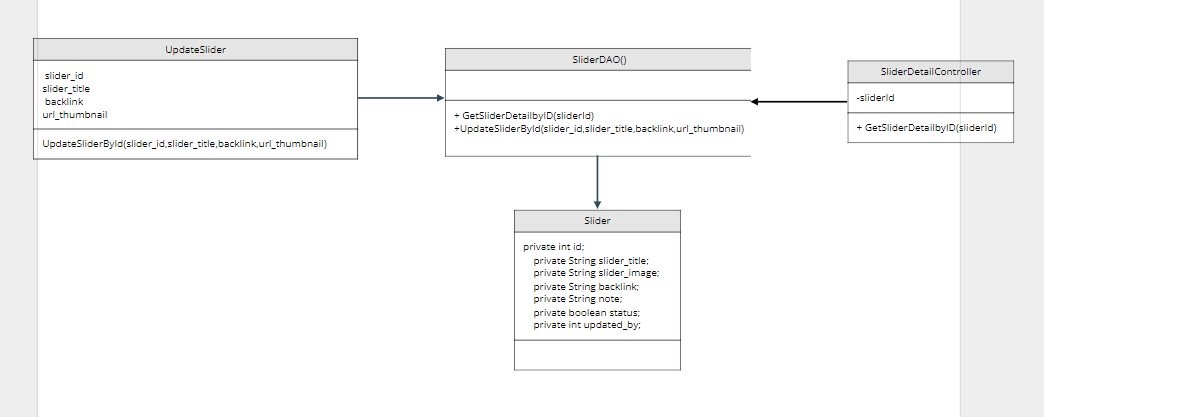 UpdateSlider
slider_id
slider_title
backlink
url_thumbnail
UpdateSliderById(slider_id,slider_title,backlink,url_thumbnail)
SliderDAO()
+ GetSliderDetailbyID(sliderId)
+UpdateSliderById(slider_id,slider_title,backlink,url_thumbnail)
SliderDetailController
-sliderId
+ GetSliderDetailbyID(sliderId)
Slider
private int id;
private String slider_title;
private String slider_image;
private String backlink;
private String note;
private boolean status;
private int updated_by;